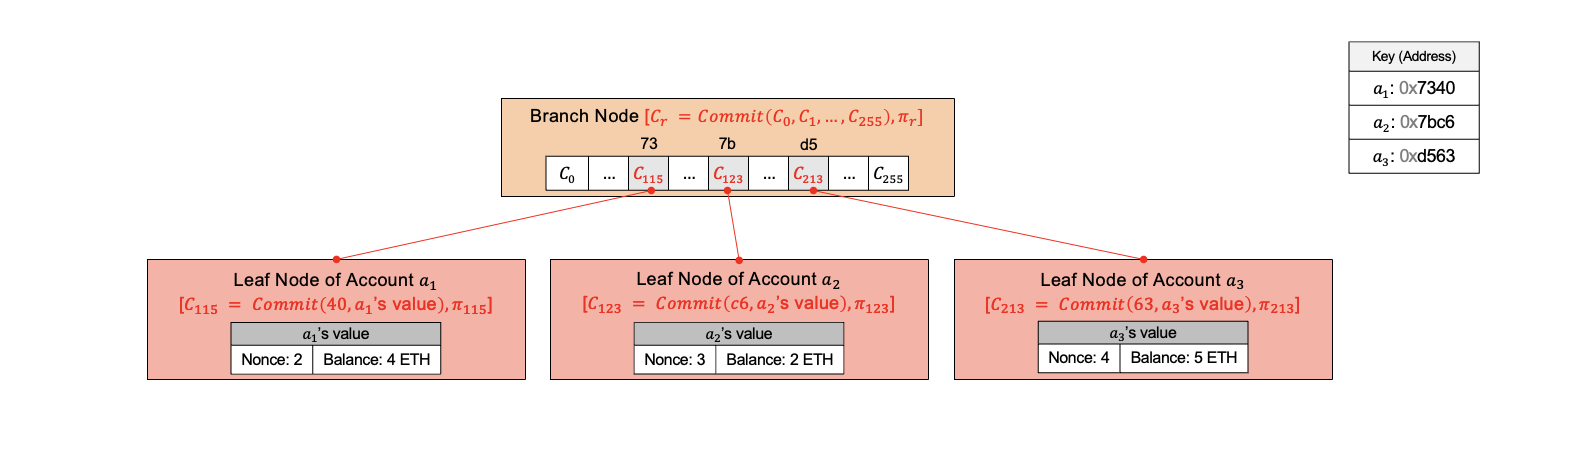 Key (Address)
a₁: 0x7340
a₂: 0x7bc6
a₃: 0xd563
Branch Node [Cᵣ = Commit(C₀, C₁, ..., C₂₅₅), πᵣ]
73 7b d5
C₀ ... C₁₁₅ ... C₁₂₃ ... C₂₁₃ ... C₂₅₅
Leaf Node of Account a₁
[C₁₁₅ = Commit(40, a₁'s value), π₁₁₅]
a₁'s value
Nonce: 2 Balance: 4 ETH
Leaf Node of Account a₂
[C₁₂₃ = Commit(c6, a₂'s value), π₁₂₃]
a₂'s value
Nonce: 3 Balance: 2 ETH
Leaf Node of Account a₃
[C₂₁₃ = Commit(63, a₃'s value), π₂₁₃]
a₃'s value
Nonce: 4 Balance: 5 ETH